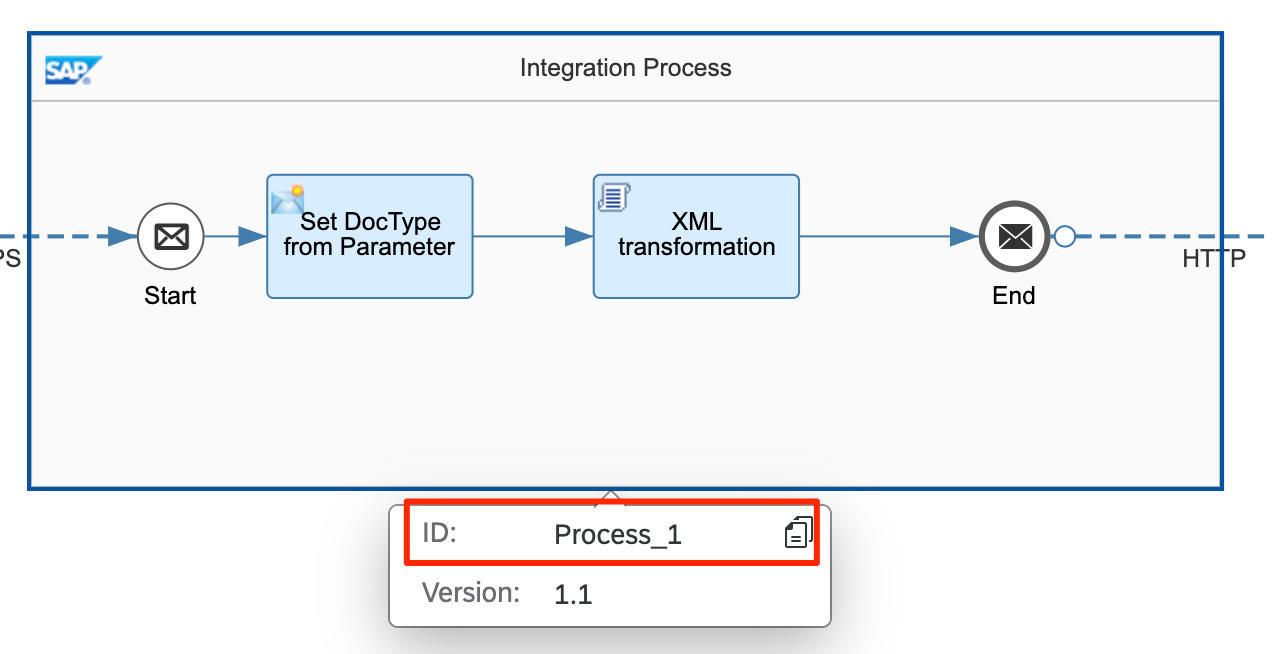 SAP
Integration Process
Set DocType
from Parameter
XML
transformation
PS
HTTP
Start
End
ID: Process_1
Version: 1.1